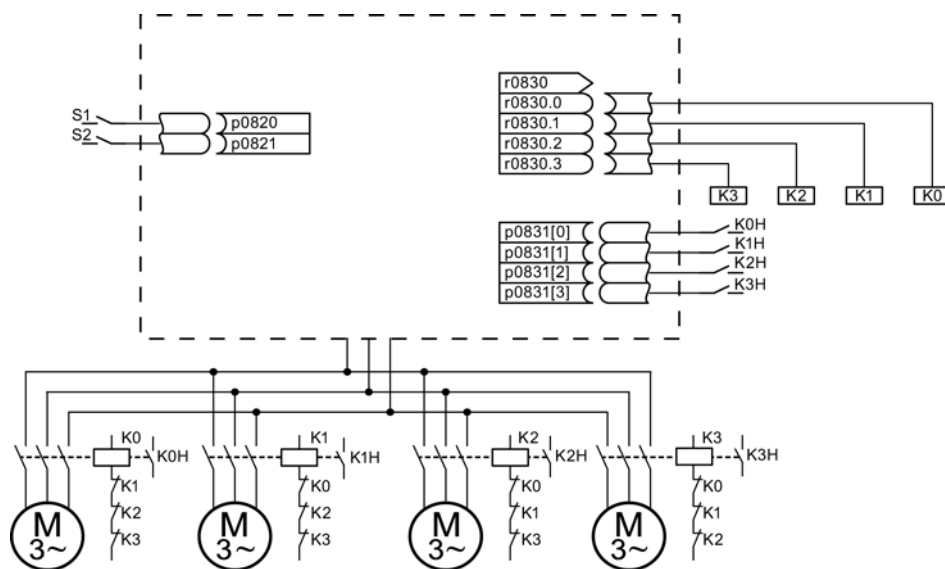 r0830
r0830.0
S1 p0820 r0830.1
S2 p0821 r0830.2
r0830.3
K3 K2 K1 K0
p0831[0] K0H
p0831[1] K1H
p0831[2] K2H
p0831[3] K3H
K0 K1 K2 K3
K0H K1H K2H K3H
K1 K0 K0 K0
K2 K2 K1 K1
K3 K3 K3 K2
M M M M
3~ 3~ 3~ 3~